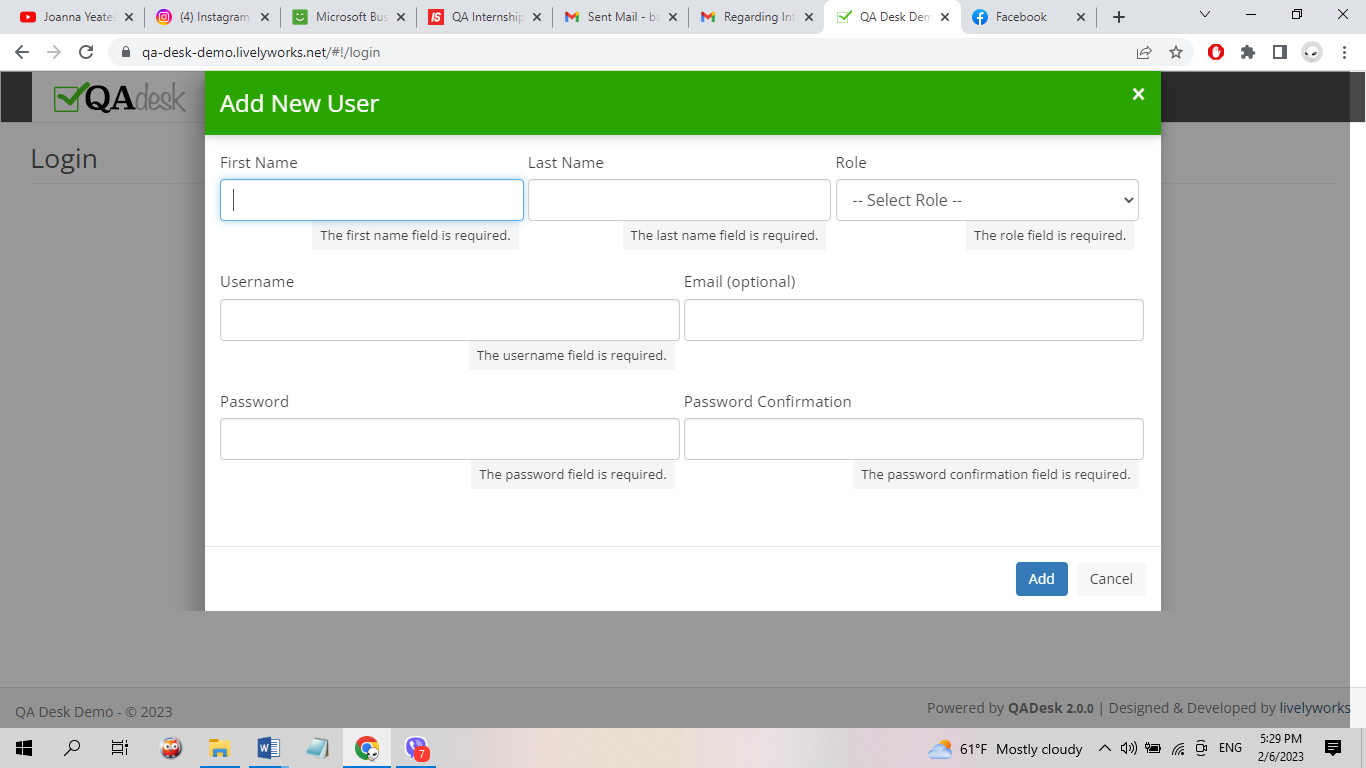 Joanna Yeates
(4) Instagram
Microsoft Bus
QA Internship
Sent Mail - ba
Regarding Int
QA Desk Dem
Facebook
qa-desk-demo.livelyworks.net/#!/login
QAdesk
Add New User
×
Login
First Name
Last Name
Role
-- Select Role --
The first name field is required.
The last name field is required.
The role field is required.
Username
Email (optional)
The username field is required.
Password
Password Confirmation
The password field is required.
The password confirmation field is required.
Add
Cancel
QA Desk Demo - © 2023
Powered by QADesk 2.0.0 | Designed & Developed by livelyworks
7
61°F Mostly cloudy
ENG
5:29 PM
2/6/2023